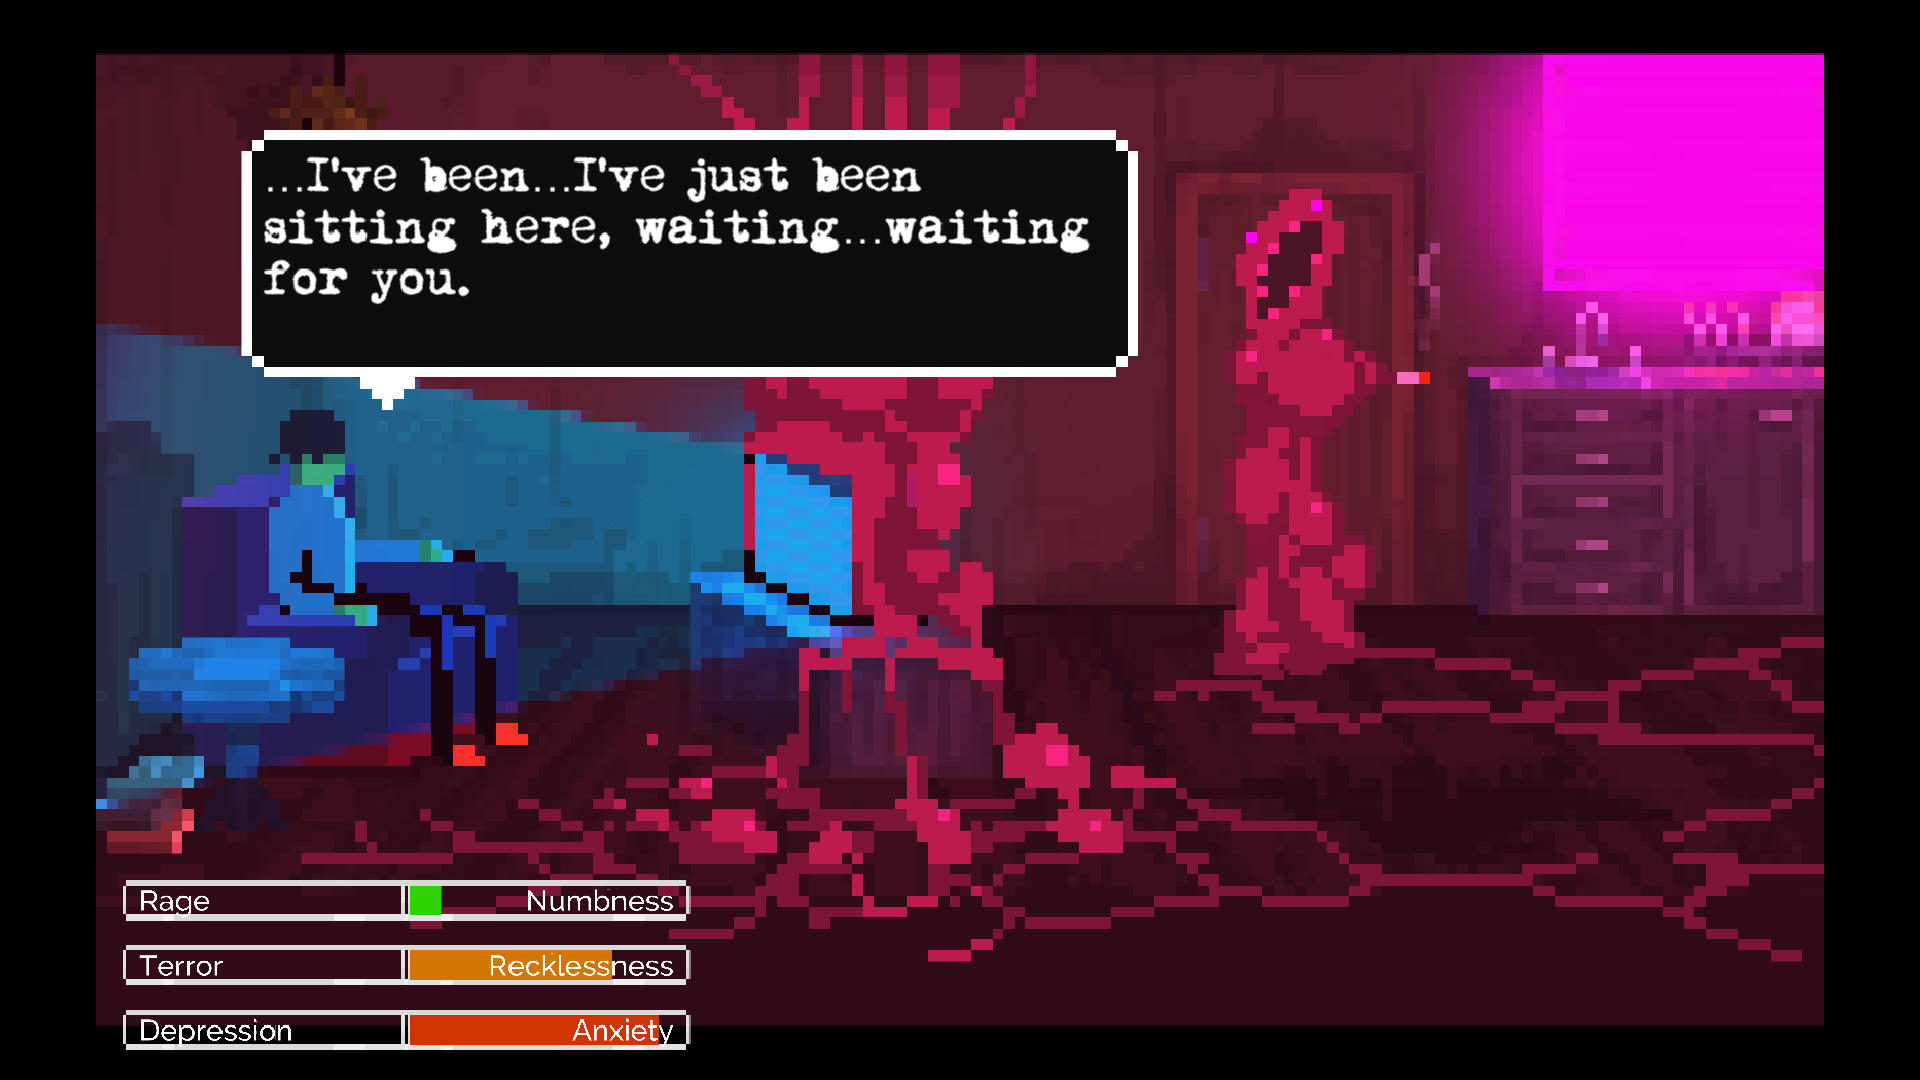 ...I've been...I've just been
sitting here, waiting...waiting
for you.
Rage Numbness
Terror Recklessness
Depression Anxiety